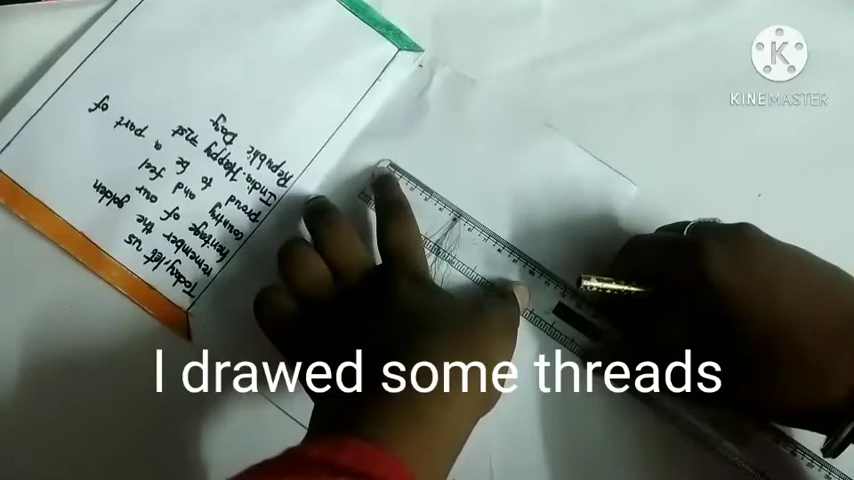 Today, let us
remember the golden
heritage of our
country and feel
proud to be a part of
India. Happy 71st
Republic Day.
KINEMASTER
I drawed some threads